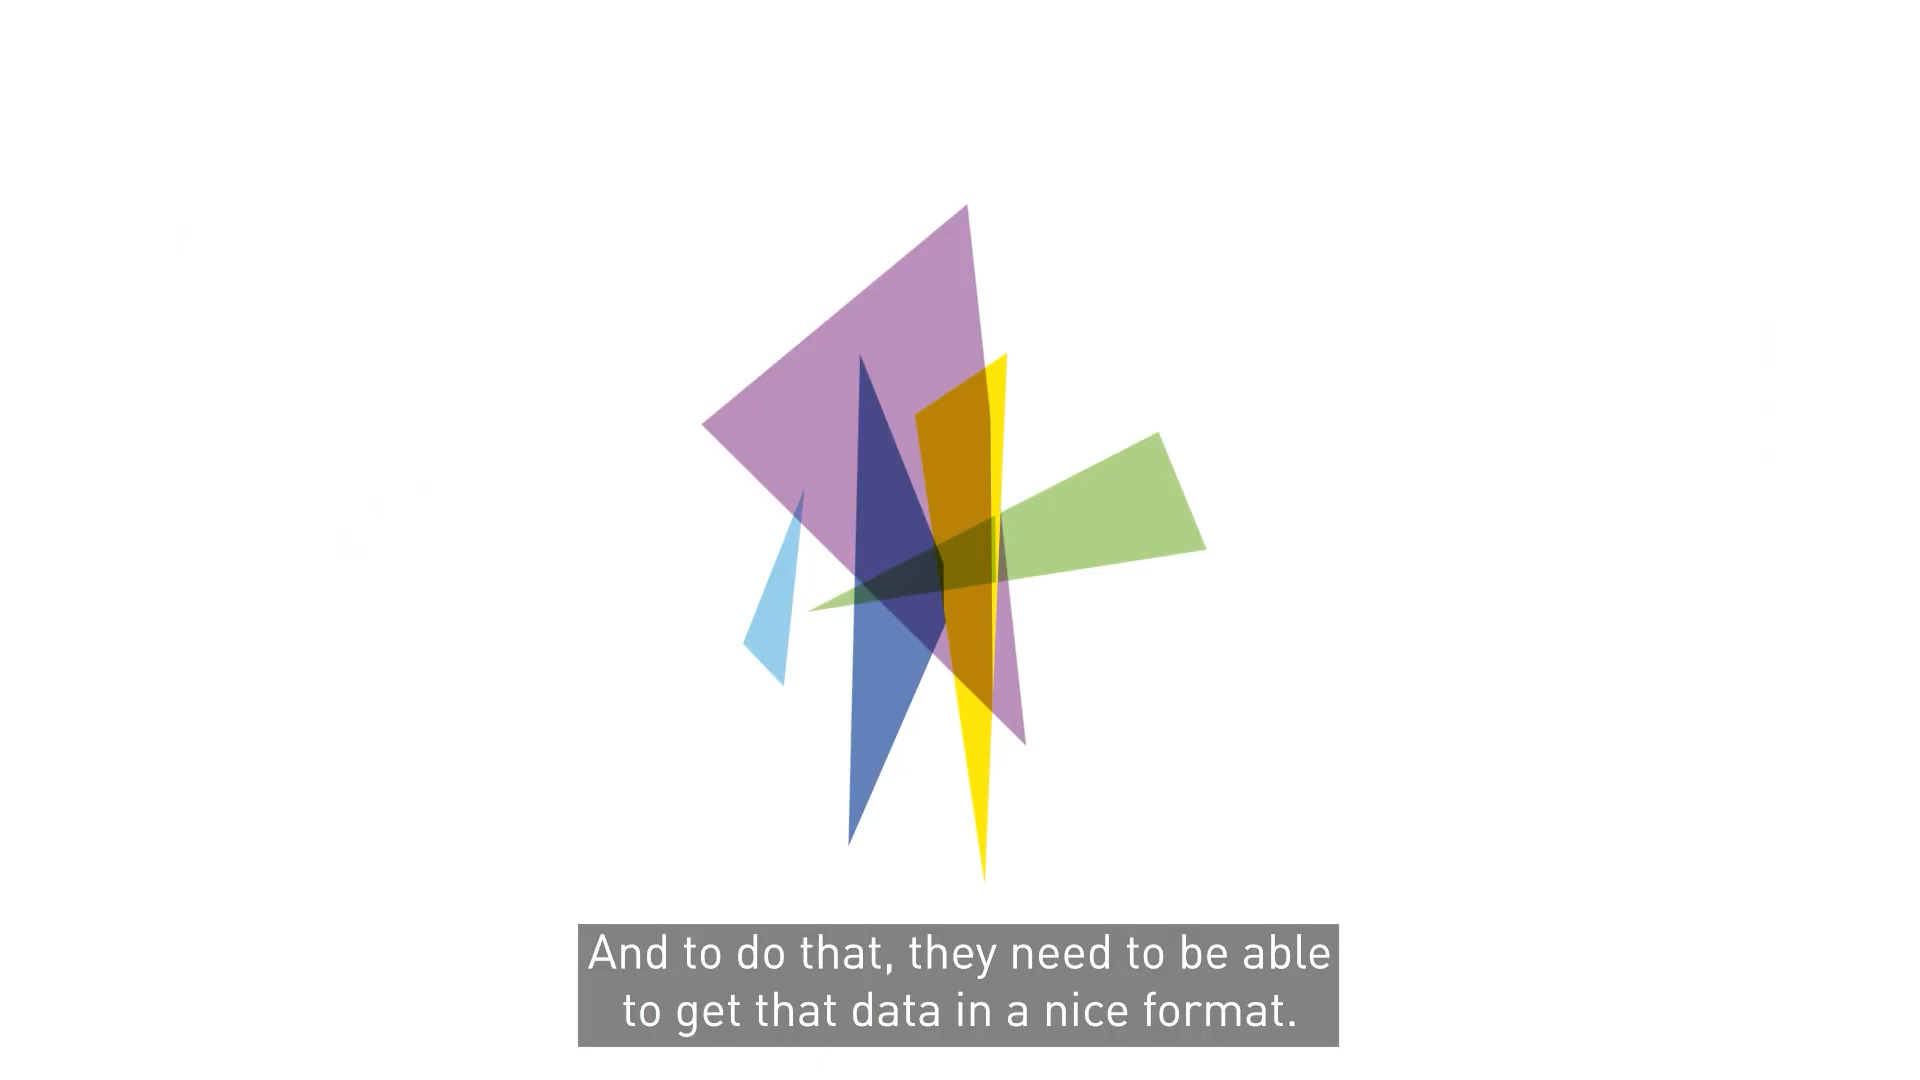 And to do that, they need to be able
to get that data in a nice format.